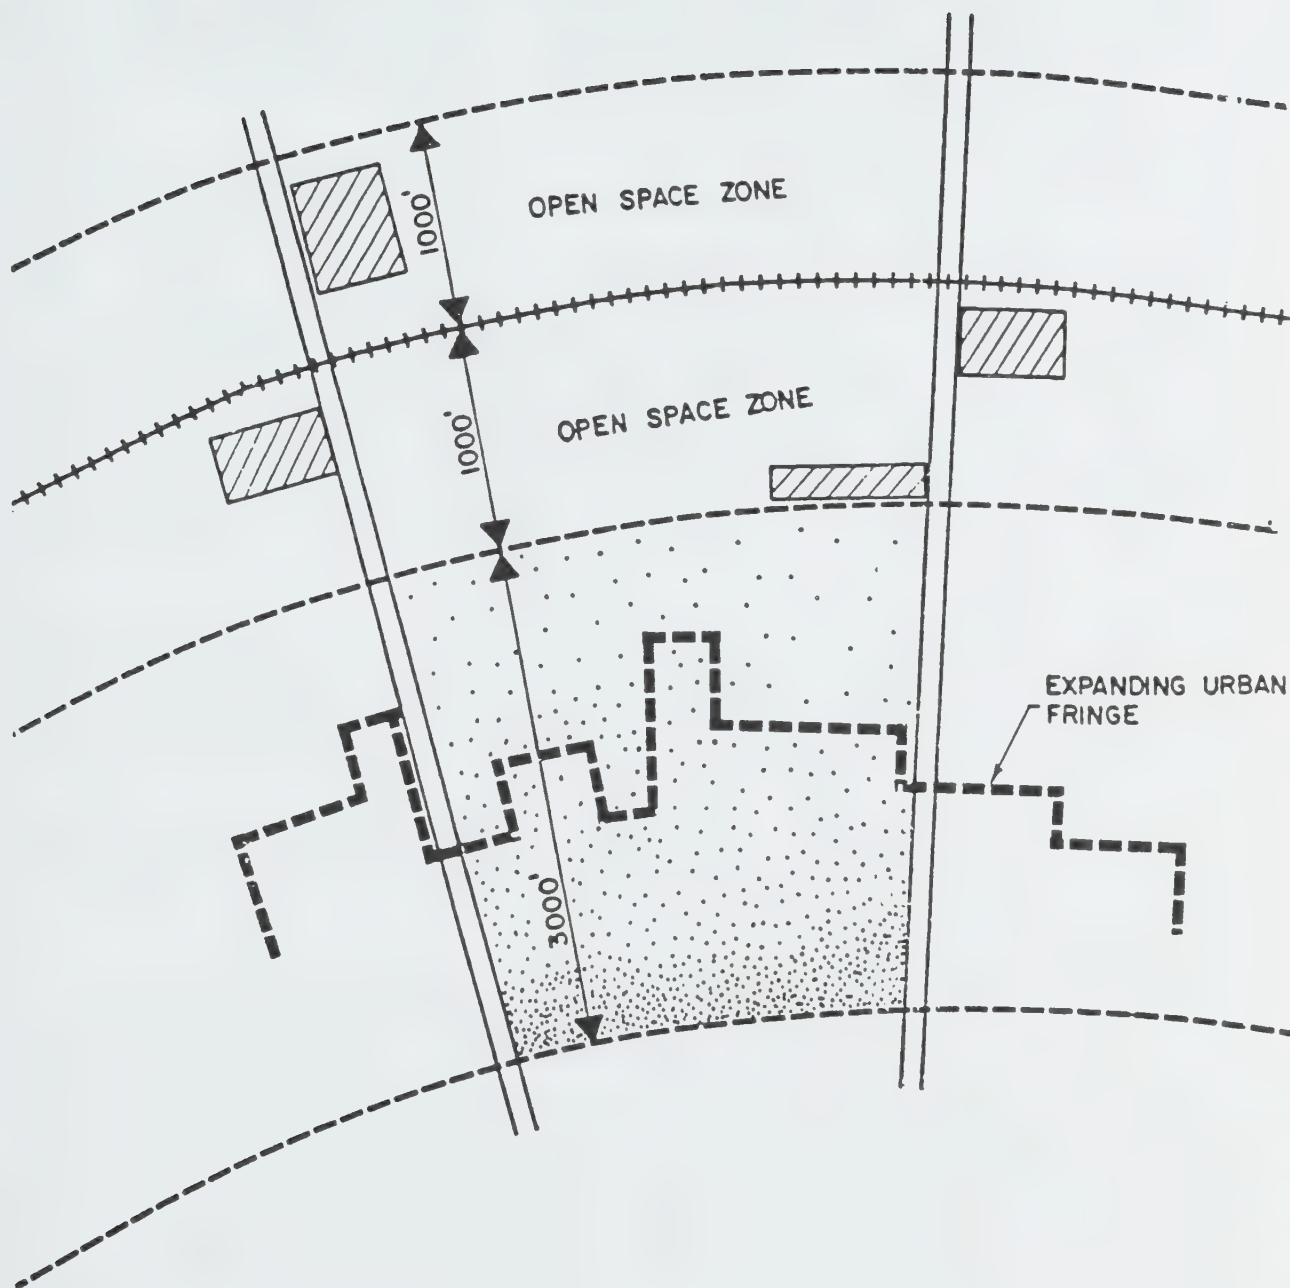 OPEN SPACE ZONE
1000'
OPEN SPACE ZONE
1000'
EXPANDING URBAN
FRINGE
3000'